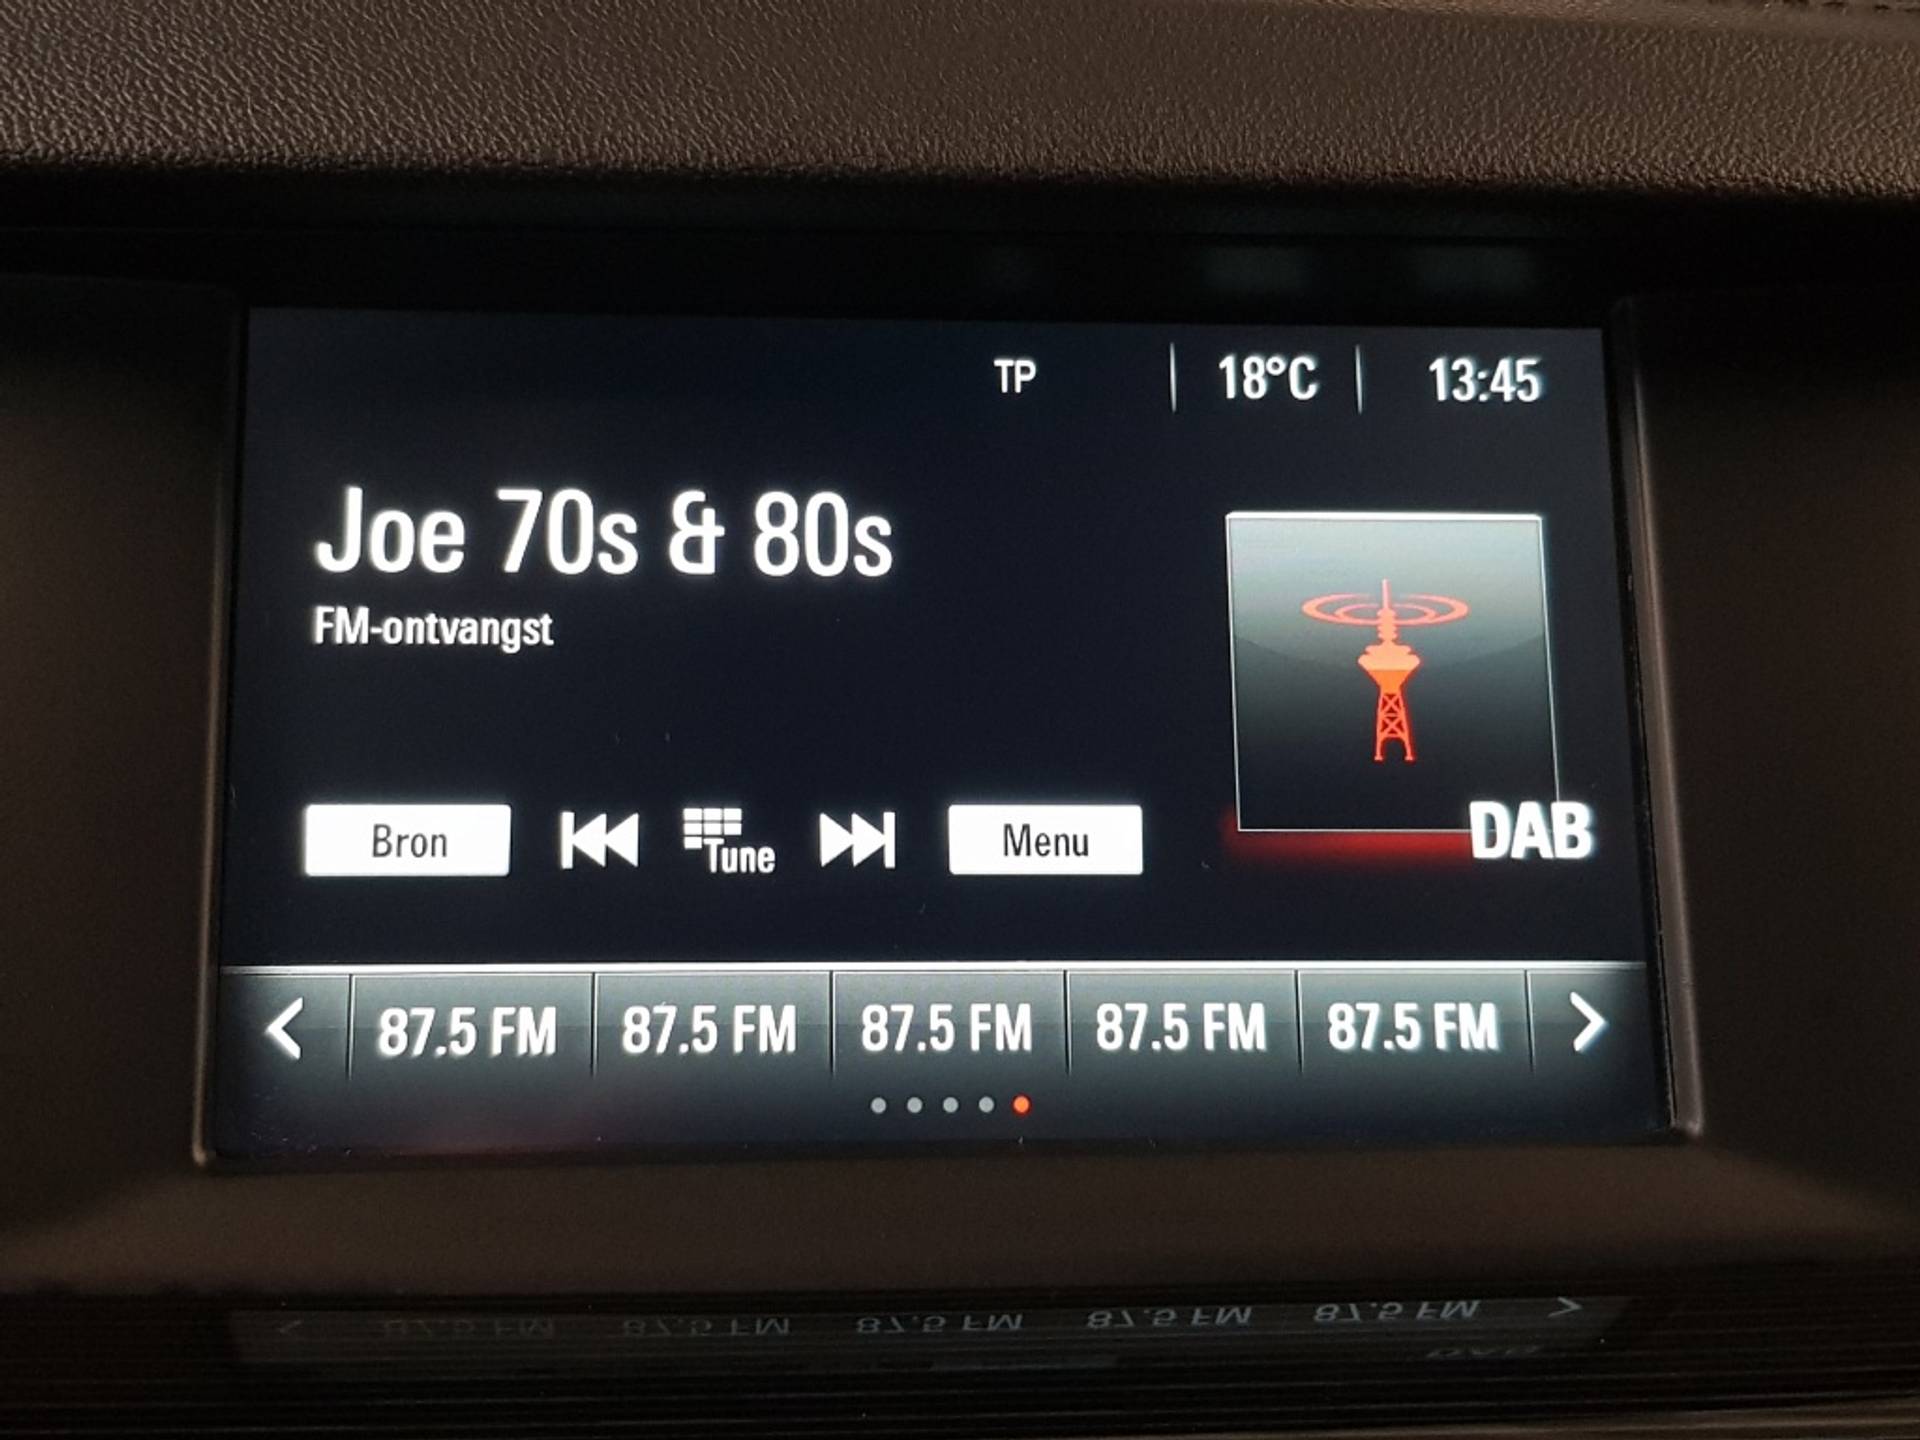 TP 18°C 13:45
Joe 70s & 80s
FM-ontvangst
Bron Tune Menu DAB
87.5 FM 87.5 FM 87.5 FM 87.5 FM 87.5 FM